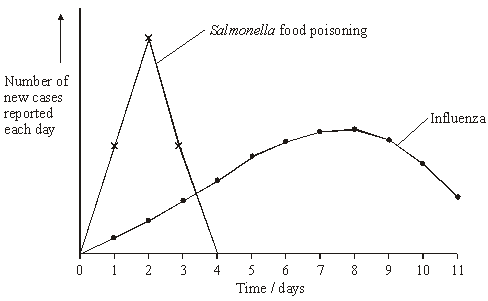 Salmonella food poisoning
Number of
new cases
reported
each day
Influenza
0 1 2 3 4 5 6 7 8 9 10 11
Time / days